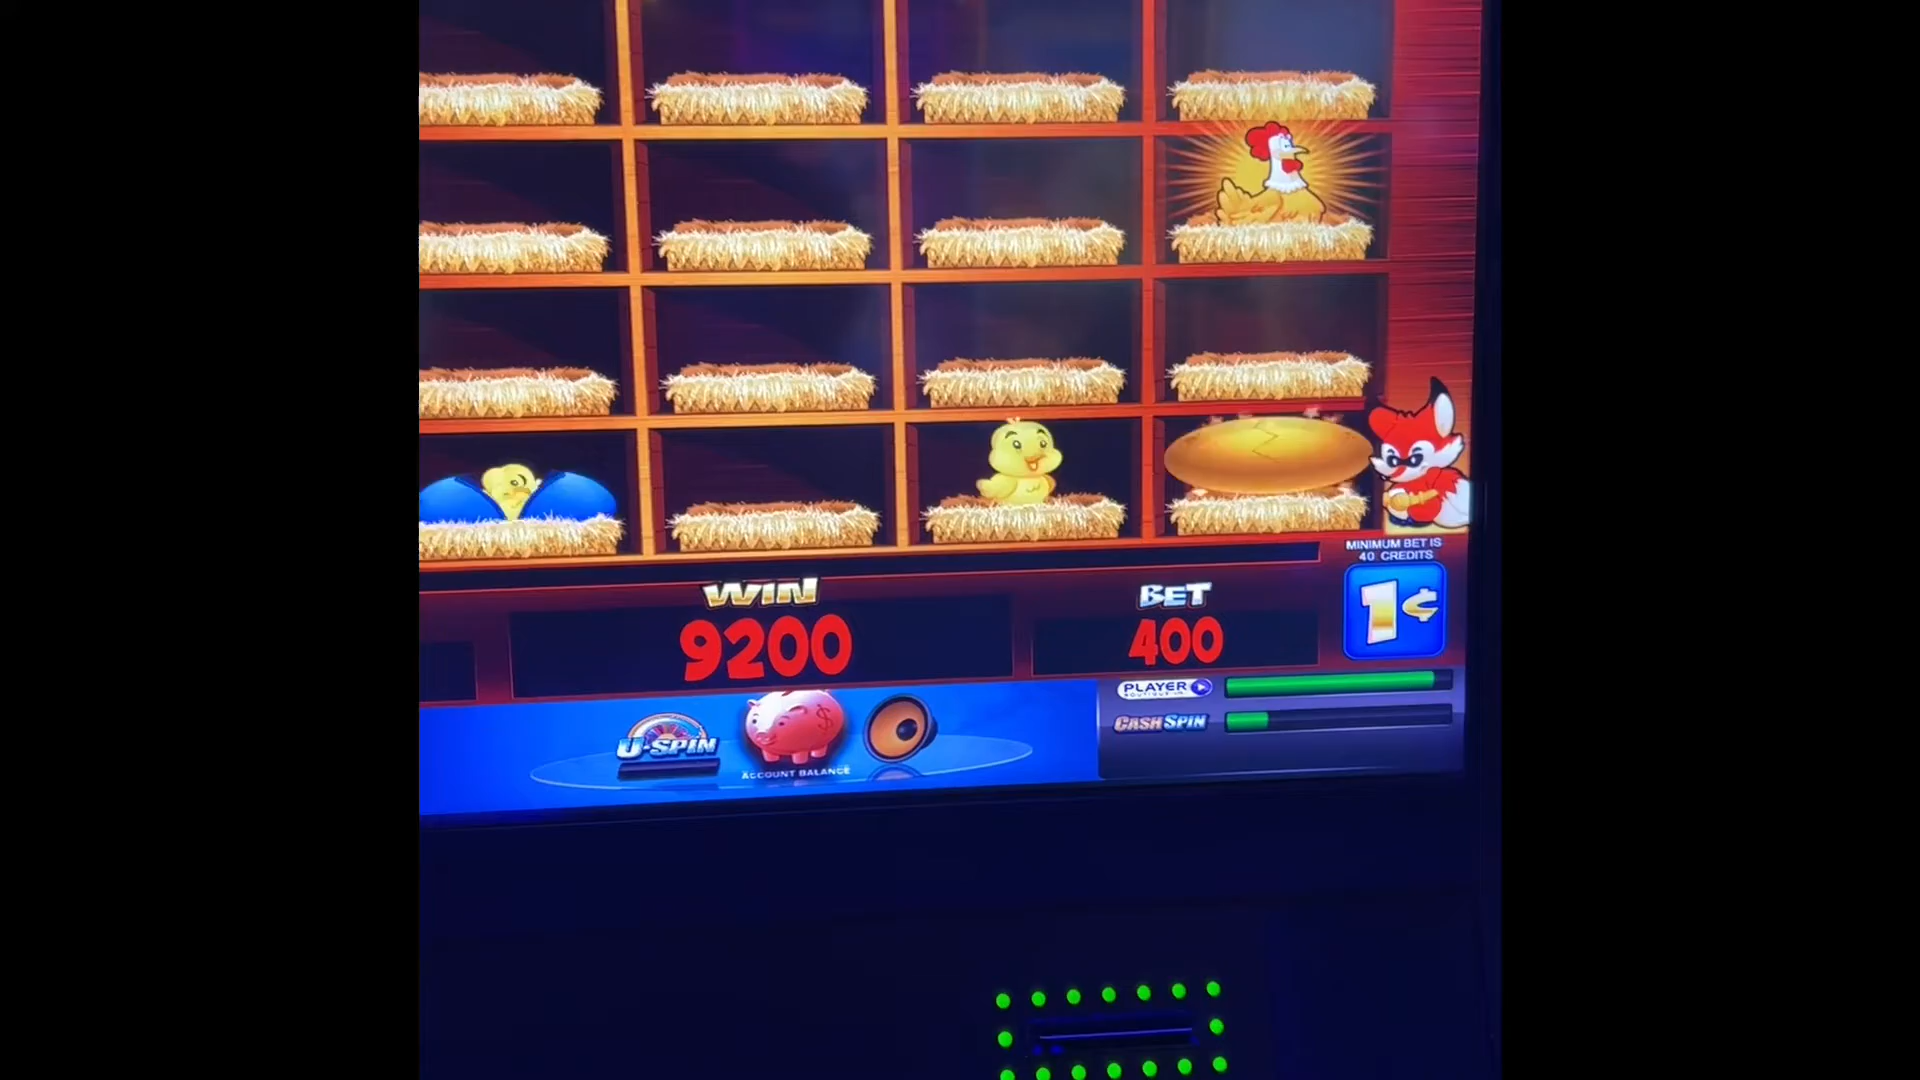 WIN
9200
BET
400
MINIMUM BET IS
40 CREDITS
1¢
PLAYER
CASH SPIN
U-SPIN
$
ACCOUNT BALANCE